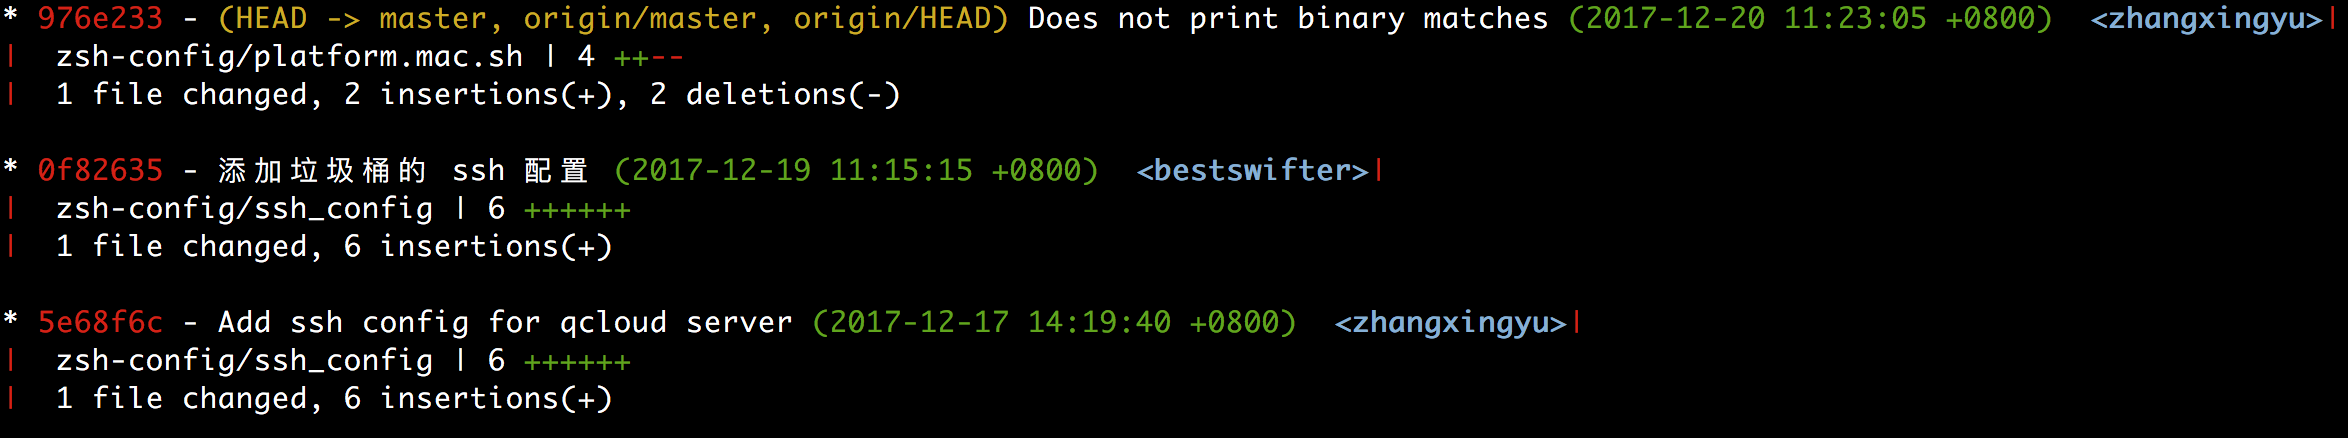 * 976e233 - (HEAD -> master, origin/master, origin/HEAD) Does not print binary matches (2017-12-20 11:23:05 +0800)  <zhangxingyu>|
|  zsh-config/platform.mac.sh | 4 ++--
|  1 file changed, 2 insertions(+), 2 deletions(-)
* 0f82635 - 添加垃圾桶的 ssh 配置 (2017-12-19 11:15:15 +0800)  <bestswifter>|
|  zsh-config/ssh_config | 6 ++++++
|  1 file changed, 6 insertions(+)
* 5e68f6c - Add ssh config for qcloud server (2017-12-17 14:19:40 +0800)  <zhangxingyu>|
|  zsh-config/ssh_config | 6 ++++++
|  1 file changed, 6 insertions(+)